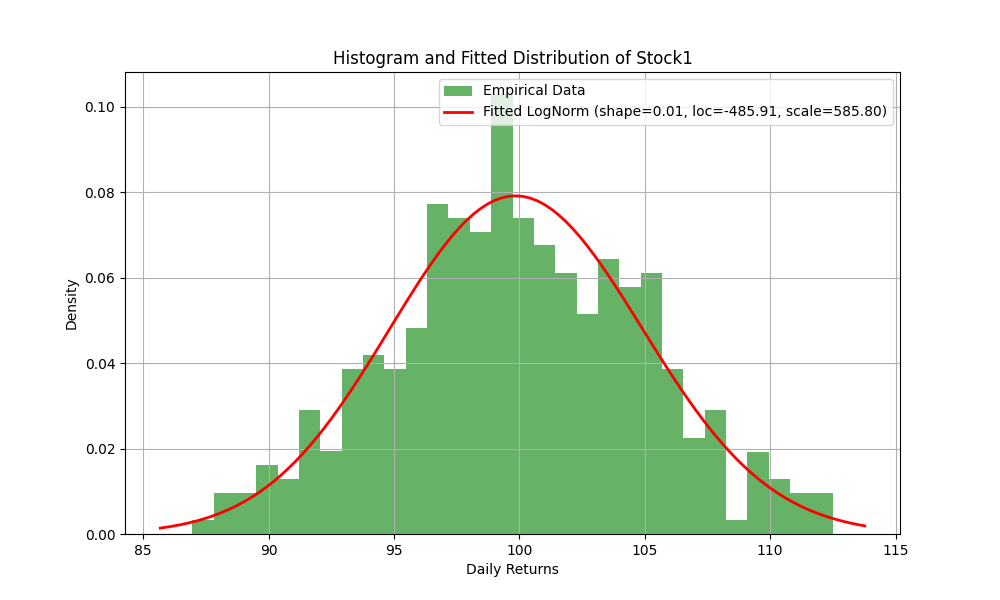 Histogram and Fitted Distribution of Stock1
Empirical Data
Fitted LogNorm (shape=0.01, loc=-485.91, scale=585.80)
Density
0.10
0.08
0.06
0.04
0.02
0.00
85 90 95 100 105 110 115
Daily Returns